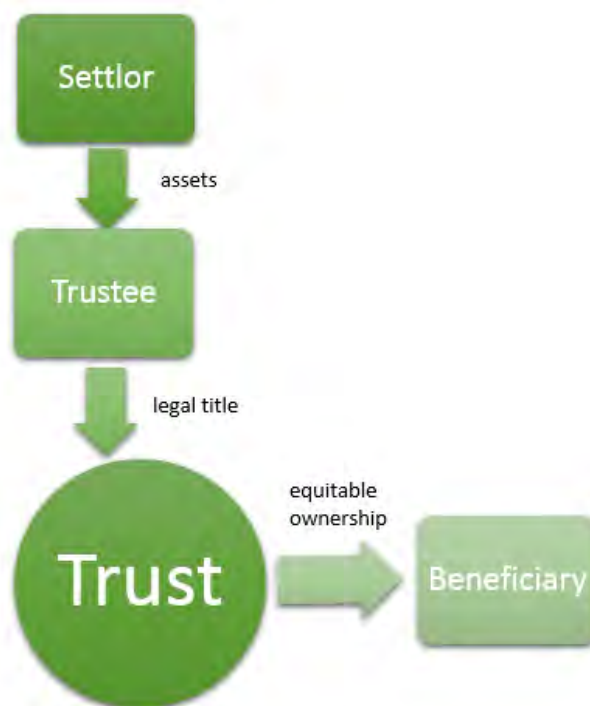 Settlor
assets
Trustee
legal title
equitable
ownership
Trust
Beneficiary